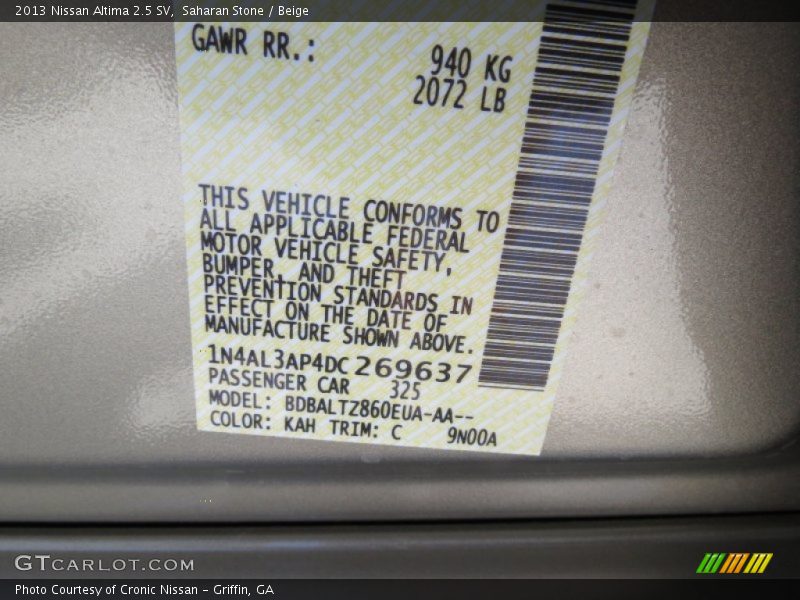 2013 Nissan Altima 2.5 SV, Saharan Stone / Beige
GAWR RR.:
940 KG
2072 LB
THIS VEHICLE CONFORMS TO
ALL APPLICABLE FEDERAL
MOTOR VEHICLE SAFETY,
BUMPER, AND THEFT
PREVENTION STANDARDS IN
EFFECT ON THE DATE OF
MANUFACTURE SHOWN ABOVE.
1N4AL3AP4DC269637
PASSENGER CAR 325
MODEL: BDBALTZ860EUA-AA--
COLOR: KAH TRIM: C 9N00A
GTCARLOT.COM
Photo Courtesy of Cronic Nissan - Griffin, GA